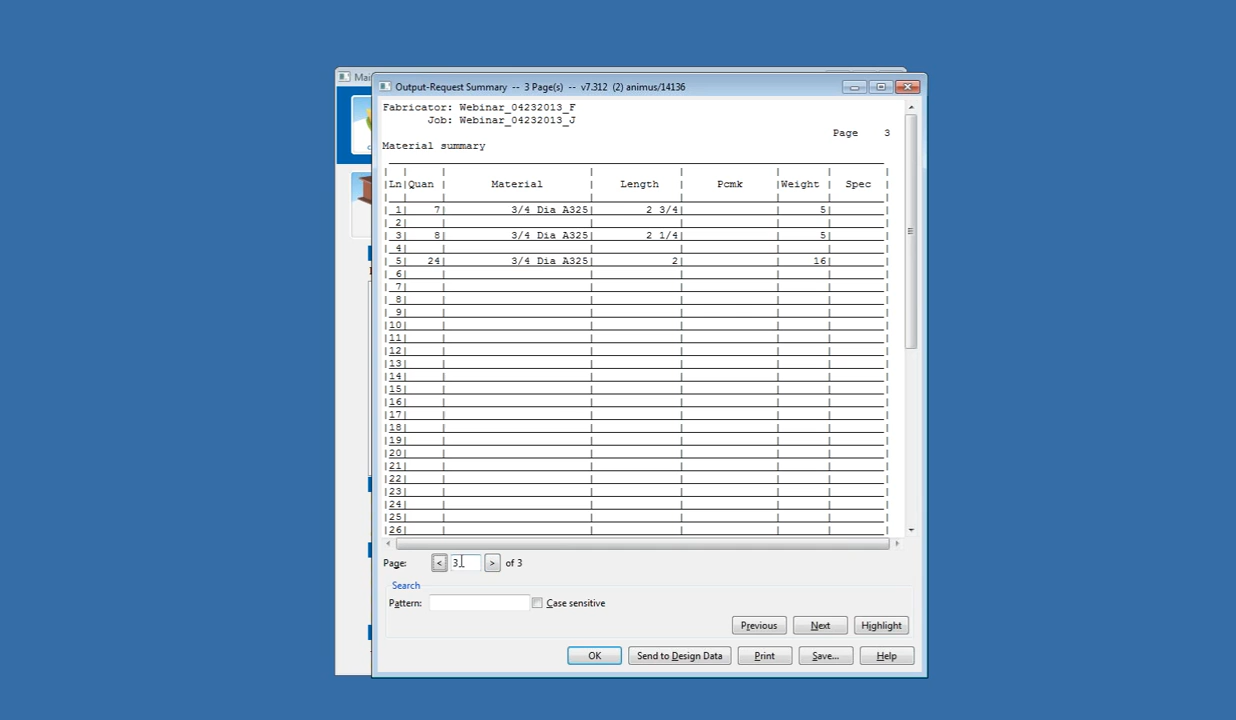 Mai
Output-Request Summary -- 3 Page(s) -- v7.312 (2) animus/14136
Fabricator: Webinar_04232013_F
Job: Webinar_04232013_J
Page 3
Material summary
|Ln|Quan | Material | Length | Pcmk |Weight | Spec |
| 1| 7| 3/4 Dia A325| 2 3/4| | 5| |
| 2| | | | | | |
| 3| 8| 3/4 Dia A325| 2 1/4| | 5| |
| 4| | | | | | |
| 5| 24| 3/4 Dia A325| 2| | 16| |
| 6| | | | | | |
| 7| | | | | | |
| 8| | | | | | |
| 9| | | | | | |
|10| | | | | | |
|11| | | | | | |
|12| | | | | | |
|13| | | | | | |
|14| | | | | | |
|15| | | | | | |
|16| | | | | | |
|17| | | | | | |
|18| | | | | | |
|19| | | | | | |
|20| | | | | | |
|21| | | | | | |
|22| | | | | | |
|23| | | | | | |
|24| | | | | | |
|25| | | | | | |
|26| | | | | | |
Page: < 3 > of 3
Search
Pattern: Case sensitive
Previous Next Highlight
OK Send to Design Data Print Save... Help